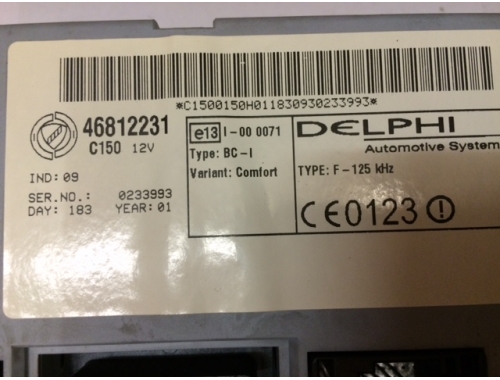 *C1500150H011830930233993*
46812231
C150 12V
IND: 09
SER.NO.: 0233993
DAY: 183 YEAR: 01
e13 I-00 0071
Type: BC-I
Variant: Comfort
DELPHI
Automotive System
TYPE: F-125 kHz
CE0123